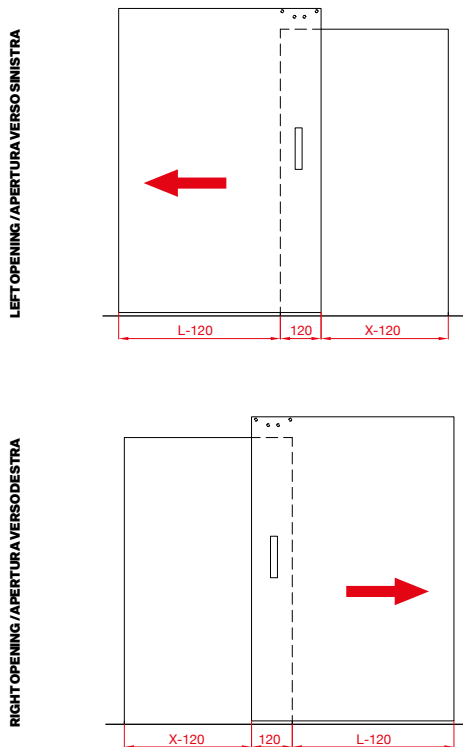 LEFT OPENING / APERTURA VERSO SINISTRA
L-120 120 X-120
RIGHT OPENING / APERTURA VERSO DESTRA
X-120 120 L-120